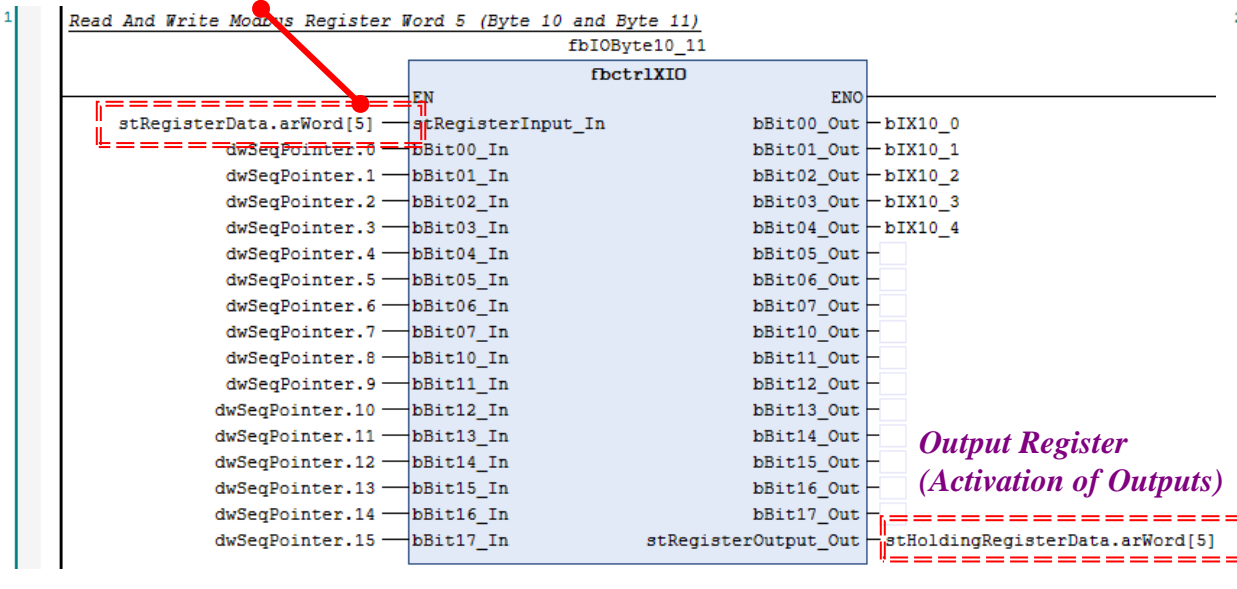 1
Read And Write Modbus Register Word 5 (Byte 10 and Byte 11)
fbIOByte10_11
fbctrlXIO
EN ENO
stRegisterData.arWord[5] stRegisterInput_In bBit00_Out bIX10_0
dwSeqPointer.0 bBit00_In bBit01_Out bIX10_1
dwSeqPointer.1 bBit01_In bBit02_Out bIX10_2
dwSeqPointer.2 bBit02_In bBit03_Out bIX10_3
dwSeqPointer.3 bBit03_In bBit04_Out bIX10_4
dwSeqPointer.4 bBit04_In bBit05_Out
dwSeqPointer.5 bBit05_In bBit06_Out
dwSeqPointer.6 bBit06_In bBit07_Out
dwSeqPointer.7 bBit07_In bBit10_Out
dwSeqPointer.8 bBit10_In bBit11_Out
dwSeqPointer.9 bBit11_In bBit12_Out
dwSeqPointer.10 bBit12_In bBit13_Out
dwSeqPointer.11 bBit13_In bBit14_Out
Output Register
dwSeqPointer.12 bBit14_In bBit15_Out
(Activation of Outputs)
dwSeqPointer.13 bBit15_In bBit16_Out
dwSeqPointer.14 bBit16_In bBit17_Out
dwSeqPointer.15 bBit17_In stRegisterOutput_Out stHoldingRegisterData.arWord[5]